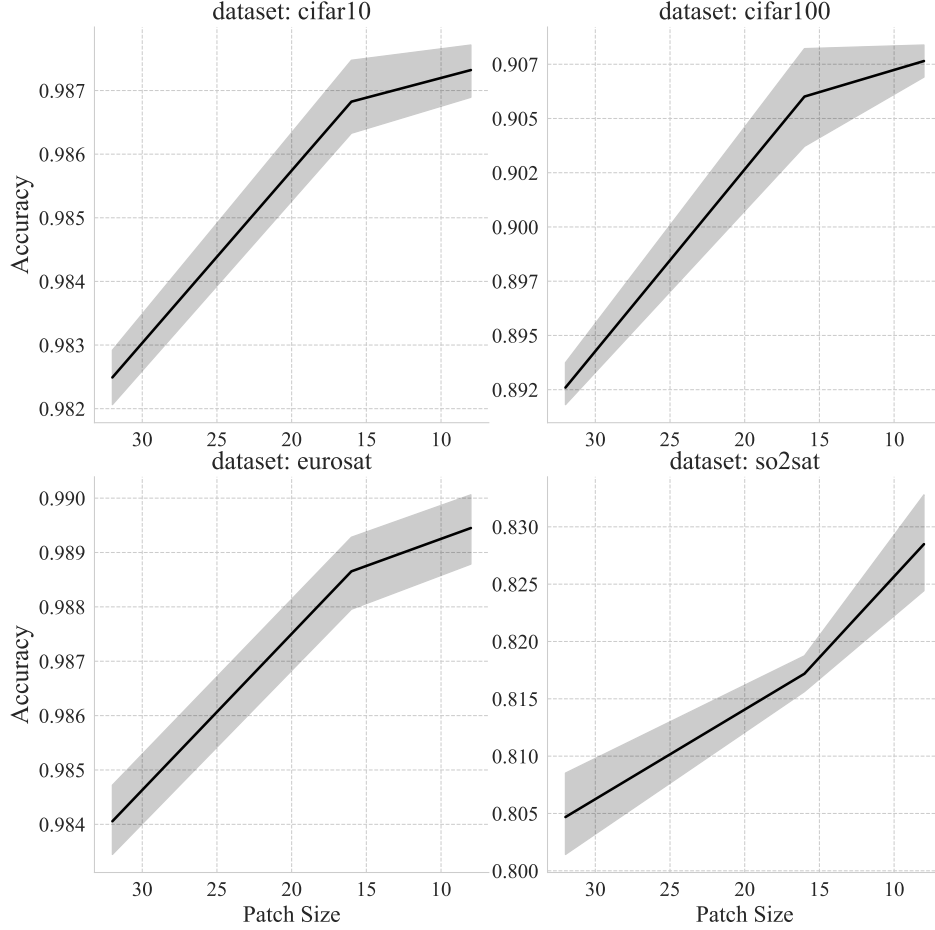 dataset: cifar10
Accuracy
0.987
0.986
0.985
0.984
0.983
0.982
30 25 20 15 10
dataset: cifar100
0.907
0.905
0.902
0.900
0.897
0.895
0.892
30 25 20 15 10
dataset: eurosat
Accuracy
0.990
0.989
0.988
0.987
0.986
0.985
0.984
30 25 20 15 10
Patch Size
dataset: so2sat
0.830
0.825
0.820
0.815
0.810
0.805
0.800
30 25 20 15 10
Patch Size